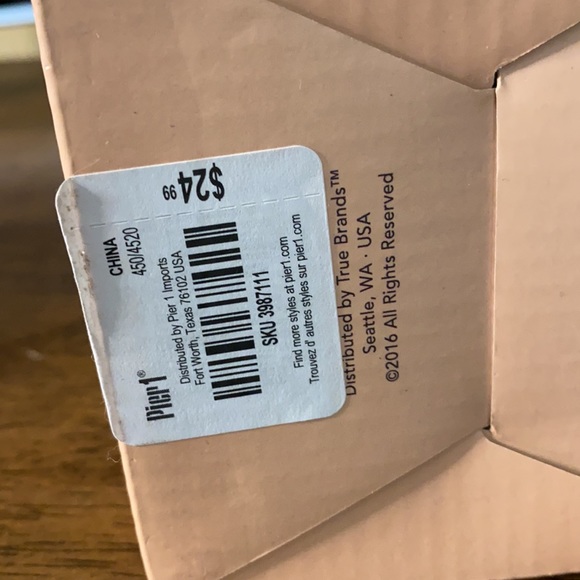 Pier1®
Distributed by Pier 1 Imports
Fort Worth, Texas 76102 USA
CHINA
450/4520
SKU 3987111
Find more styles at pier1.com
Trouvez d' autres styles sur pier1.com
$24 99
Distributed by True Brands™
Seattle, WA · USA
©2016 All Rights Reserved